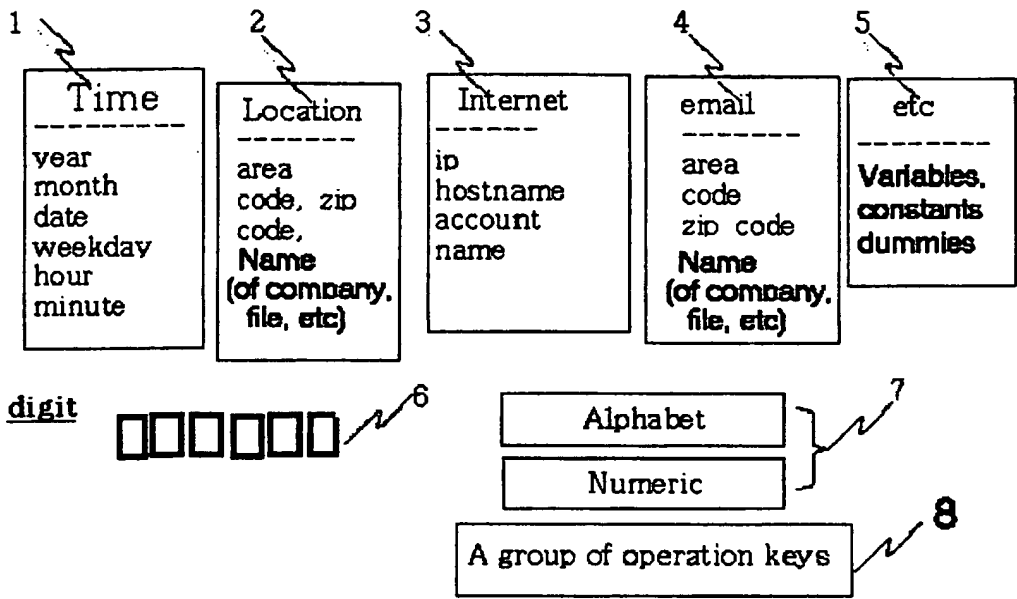 1
2
3
4
5
Time
year
month
date
weekday
hour
minute
Location
area
code, zip
code,
Name
(of company,
file, etc)
Internet
ip
hostname
account
name
email
area
code
zip code
Name
(of company,
file, etc)
etc
Variables,
constants
dummies
digit
6
Alphabet
Numeric
7
A group of operation keys
8